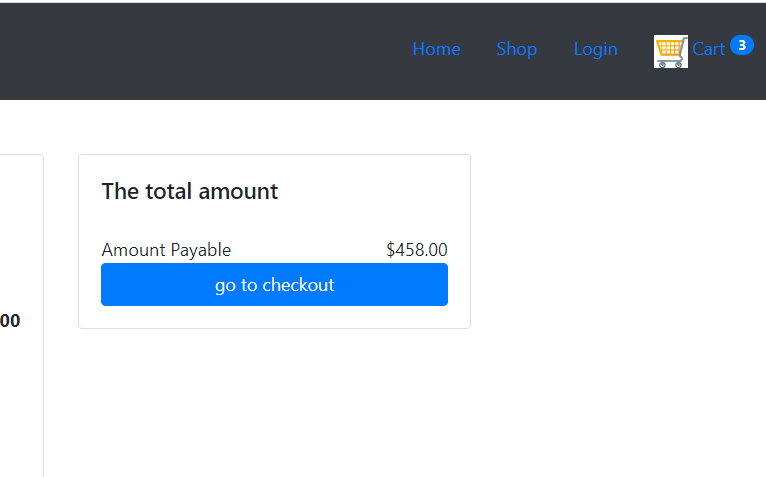 Home Shop Login Cart 3
The total amount
Amount Payable $458.00
go to checkout
00